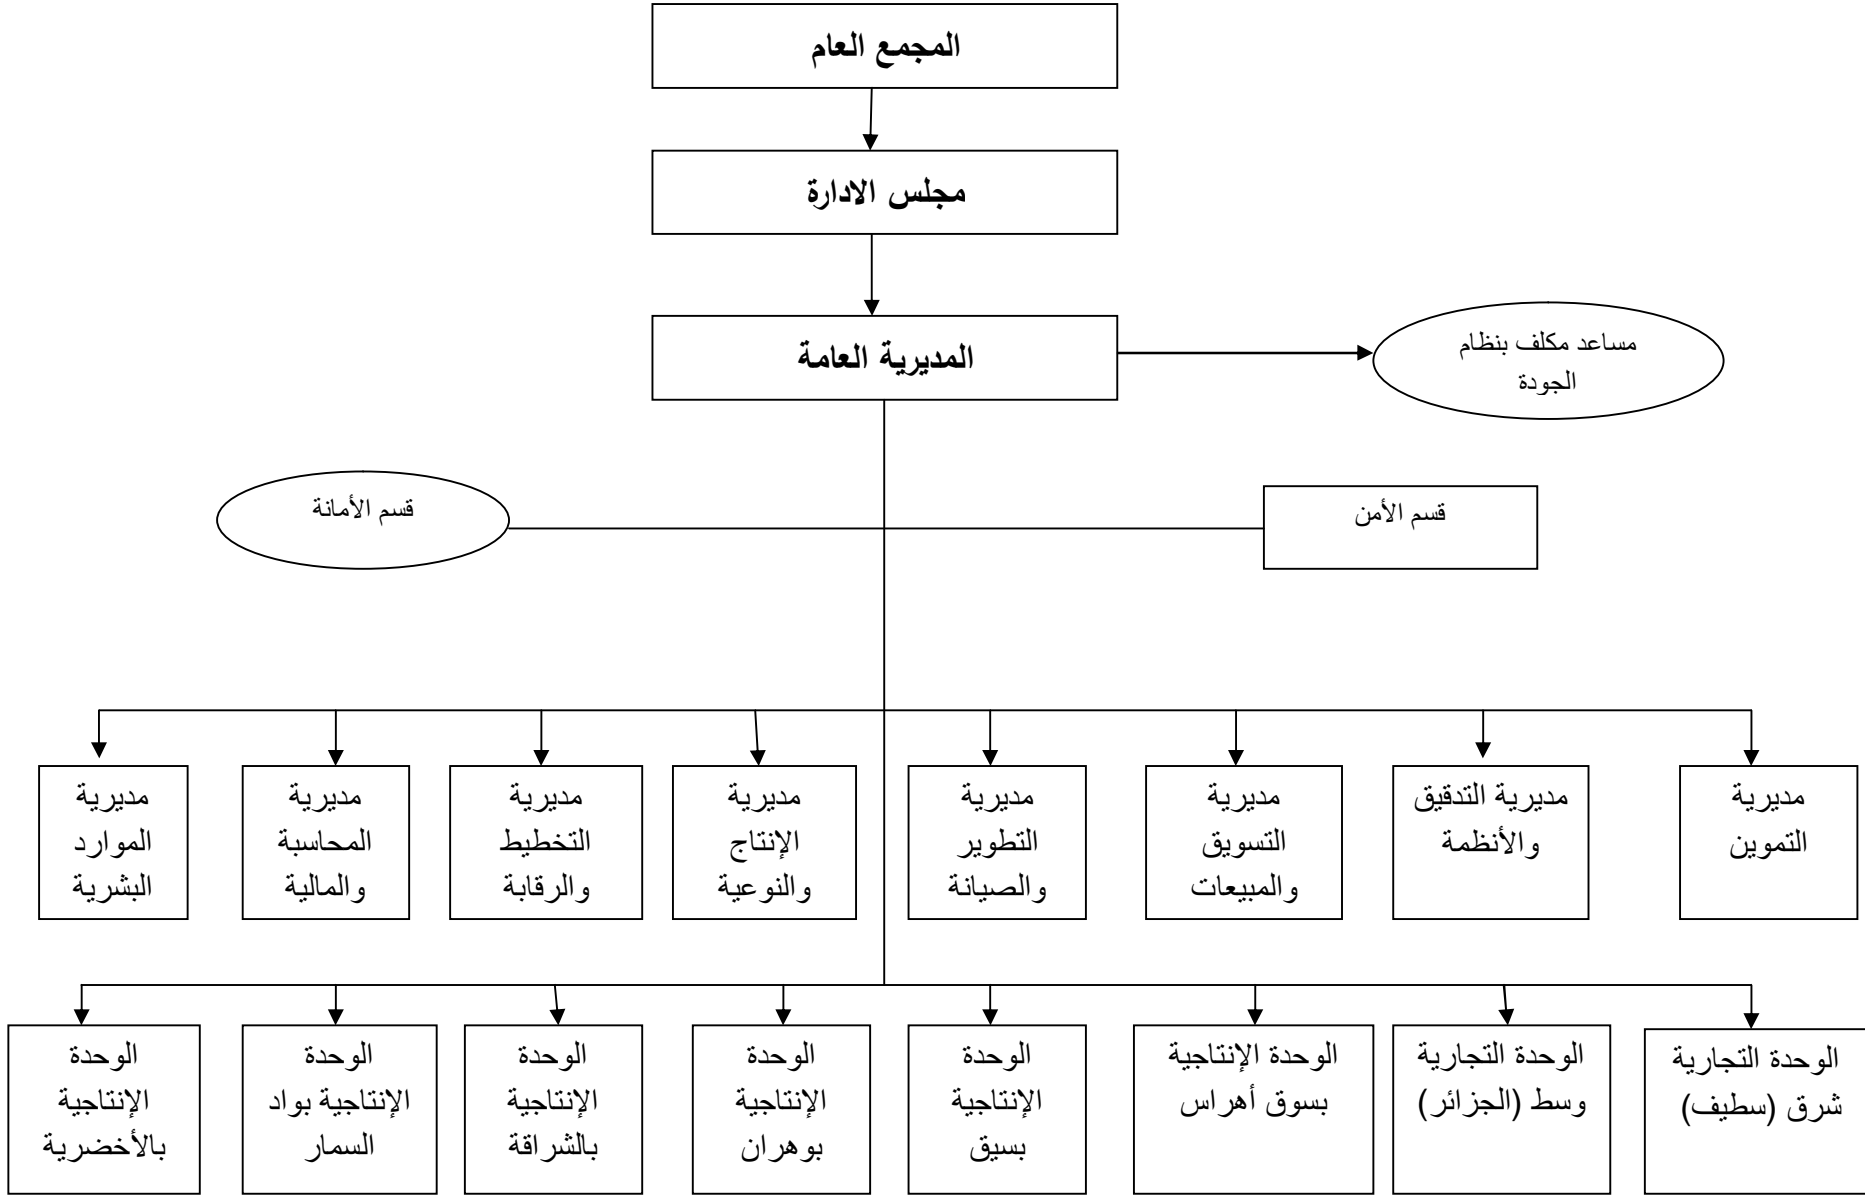 المجمع العام
مجلس الادارة
المديرية العامة
مساعد مكلف بنظام
الجودة
قسم الأمن
قسم الأمانة
مديرية
التموين
مديرية التدقيق
والأنظمة
مديرية
التسويق
والمبيعات
مديرية
التطوير
والصيانة
مديرية
الإنتاج
والنوعية
مديرية
التخطيط
والرقابة
مديرية
المحاسبة
والمالية
مديرية
الموارد
البشرية
الوحدة التجارية
شرق (سطيف)
الوحدة التجارية
وسط (الجزائر)
الوحدة الإنتاجية
بسوق أهراس
الوحدة
الإنتاجية
بسيق
الوحدة
الإنتاجية
بوهران
الوحدة
الإنتاجية
بالشراقة
الوحدة
الإنتاجية بواد
السمار
الوحدة
الإنتاجية
بالأخضرية